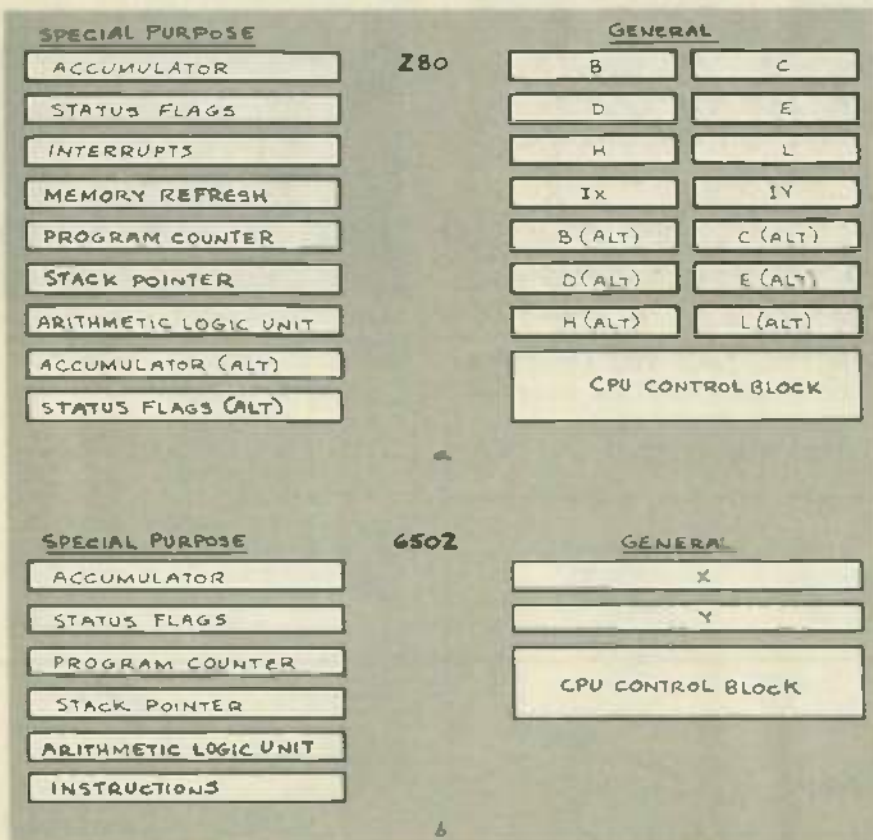 SPECIAL PURPOSE
Z80
GENERAL
ACCUMULATOR
STATUS FLAGS
INTERRUPTS
MEMORY REFRESH
PROGRAM COUNTER
STACK POINTER
ARITHMETIC LOGIC UNIT
ACCUMULATOR (ALT)
STATUS FLAGS (ALT)
B
C
D
E
H
L
IX
IY
B (ALT)
C (ALT)
D (ALT)
E (ALT)
H (ALT)
L (ALT)
CPU CONTROL BLOCK
a
SPECIAL PURPOSE
6502
GENERAL
ACCUMULATOR
STATUS FLAGS
PROGRAM COUNTER
STACK POINTER
ARITHMETIC LOGIC UNIT
INSTRUCTIONS
X
Y
CPU CONTROL BLOCK
b